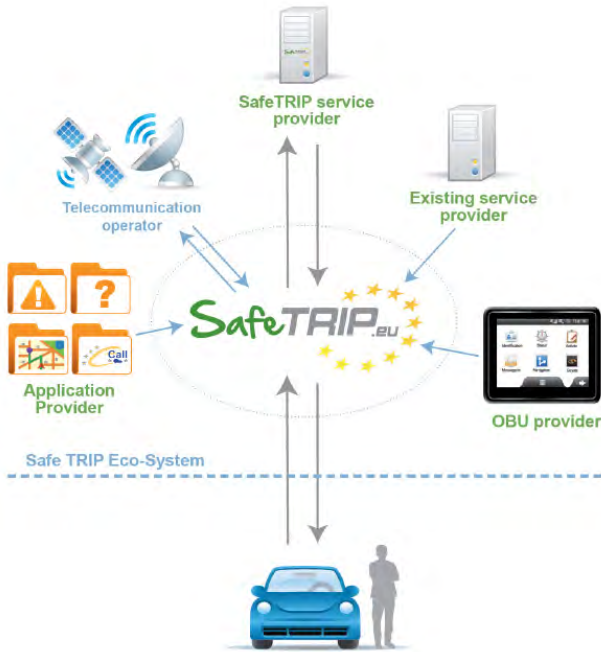 SafeTRIP service
provider
Existing service
provider
Telecommunication
operator
SafeTRIP.eu
?
Call
Application
Provider
OBU provider
Safe TRIP Eco-System